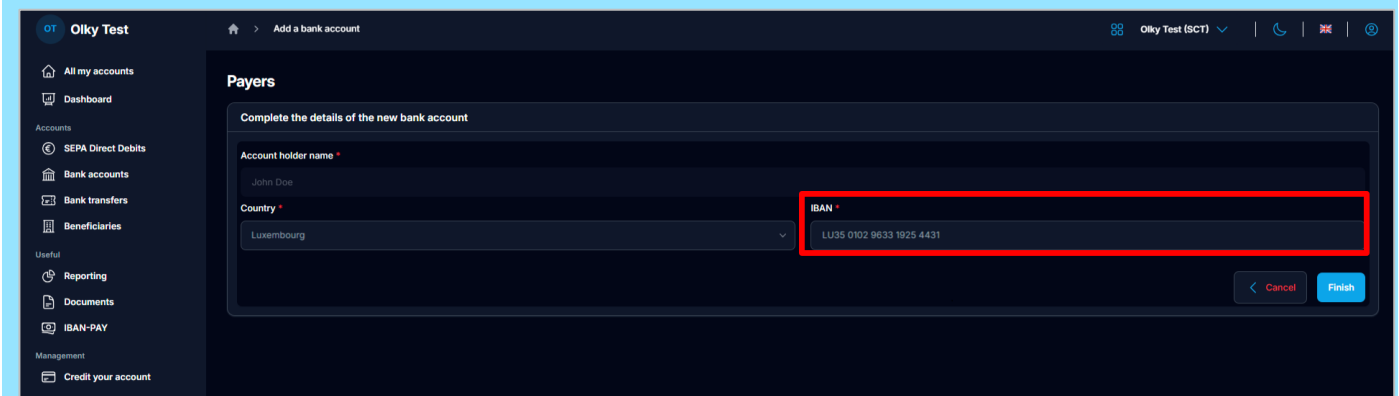 OT Olky Test
Add a bank account
Olky Test (SCT)
All my accounts
Dashboard
Accounts
SEPA Direct Debits
Bank accounts
Bank transfers
Beneficiaries
Useful
Reporting
Documents
IBAN-PAY
Management
Credit your account
Payers
Complete the details of the new bank account
Account holder name *
John Doe
Country *
Luxembourg
IBAN *
LU35 0102 9633 1925 4431
Cancel
Finish